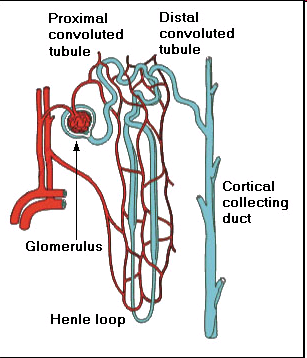 Proximal
convoluted
tubule
Distal
convoluted
tubule
Cortical
collecting
duct
Glomerulus
Henle loop